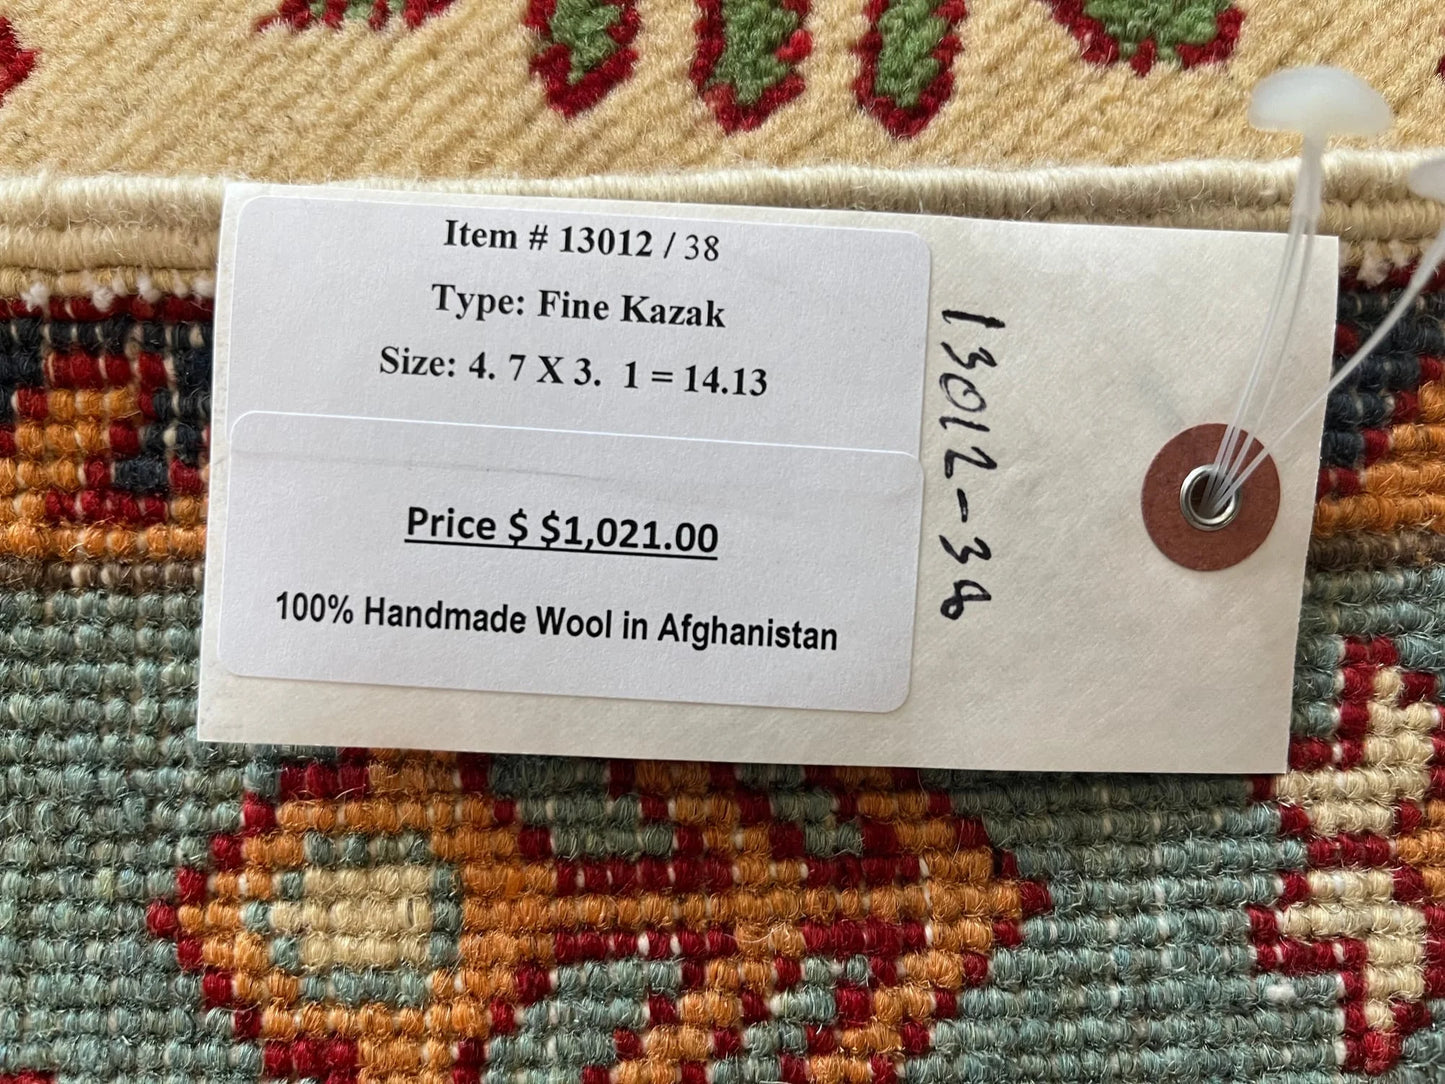 Item # 13012 / 38
Type: Fine Kazak
Size: 4. 7 X 3. 1 = 14.13
Price $ $1,021.00
100% Handmade Wool in Afghanistan
13012-38